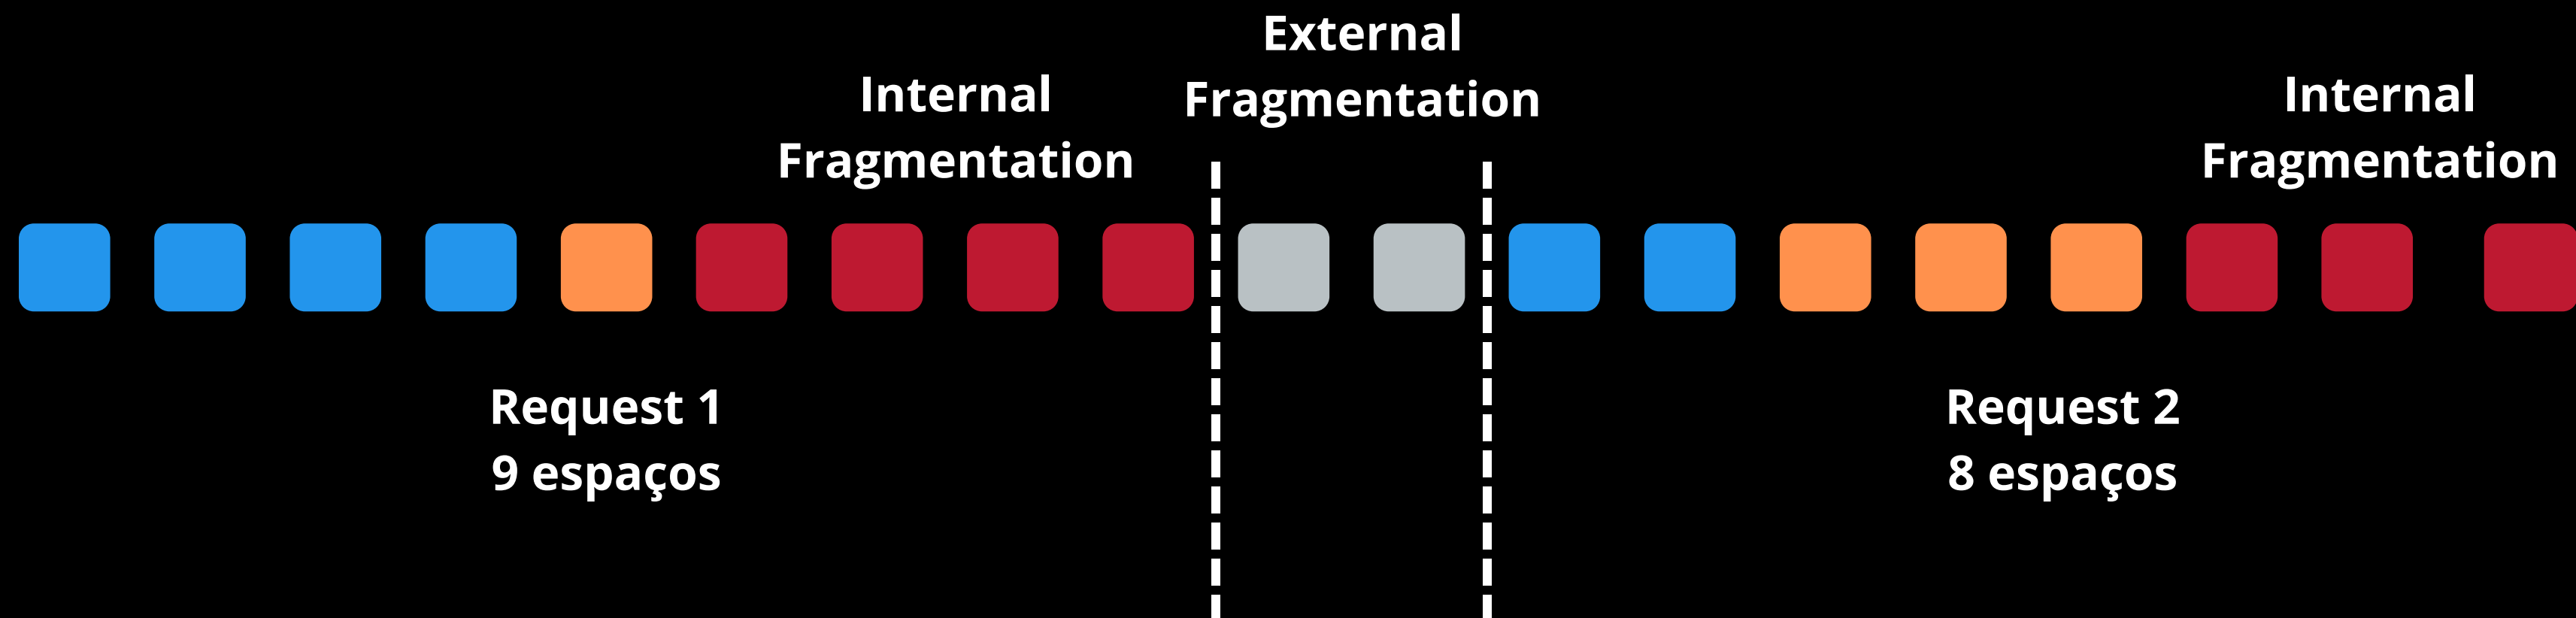 Internal
Fragmentation
External
Fragmentation
Internal
Fragmentation
Request 1
9 espaços
Request 2
8 espaços